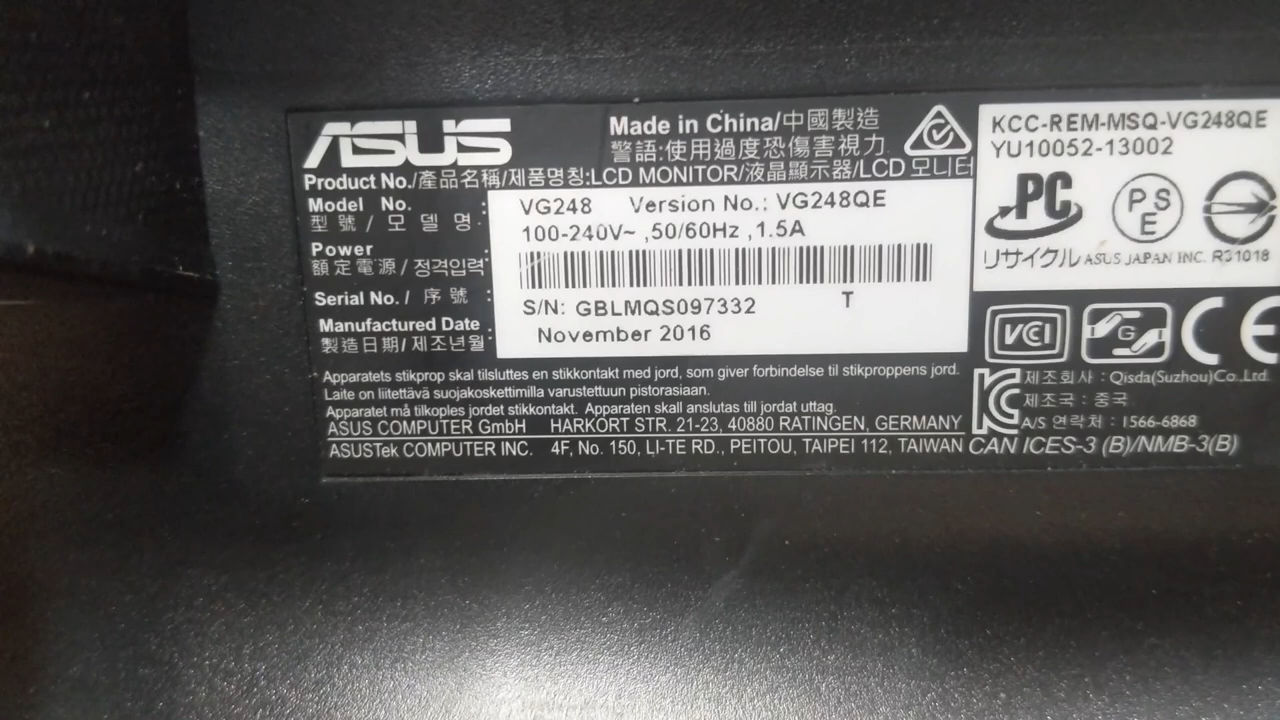 ASUS
Made in China/中國製造
警語:使用過度恐傷害視力
Product No./產品名稱/제품명칭:LCD MONITOR/液晶顯示器/LCD 모니터
Model No. :
型號/모델명
VG248 Version No.: VG248QE
Power
額定電源/정격입력 :
100-240V~ ,50/60Hz ,1.5A
Serial No./ 序號 :
S/N: GBLMQS097332
T
Manufactured Date :
製造日期/제조년월
November 2016
Apparatets stikprop skal tilsluttes en stikkontakt med jord, som giver forbindelse til stikproppens jord.
Laite on liitettävä suojakoskettimilla varustettuun pistorasiaan.
Apparatet må tilkoples jordet stikkontakt. Apparaten skall anslutas till jordat uttag.
ASUS COMPUTER GmbH HARKORT STR. 21-23, 40880 RATINGEN, GERMANY
ASUSTek COMPUTER INC. 4F, No. 150, LI-TE RD., PEITOU, TAIPEI 112, TAIWAN
KCC-REM-MSQ-VG248QE
YU10052-13002
PC
PSE
リサイクル ASUS JAPAN INC. R31018
VCI
G
CE
제조회사 : Qisda(Suzhou)Co.,Ltd.
제조국 : 중국
A/S 연락처 : 1566-6868
CAN ICES-3 (B)/NMB-3(B)